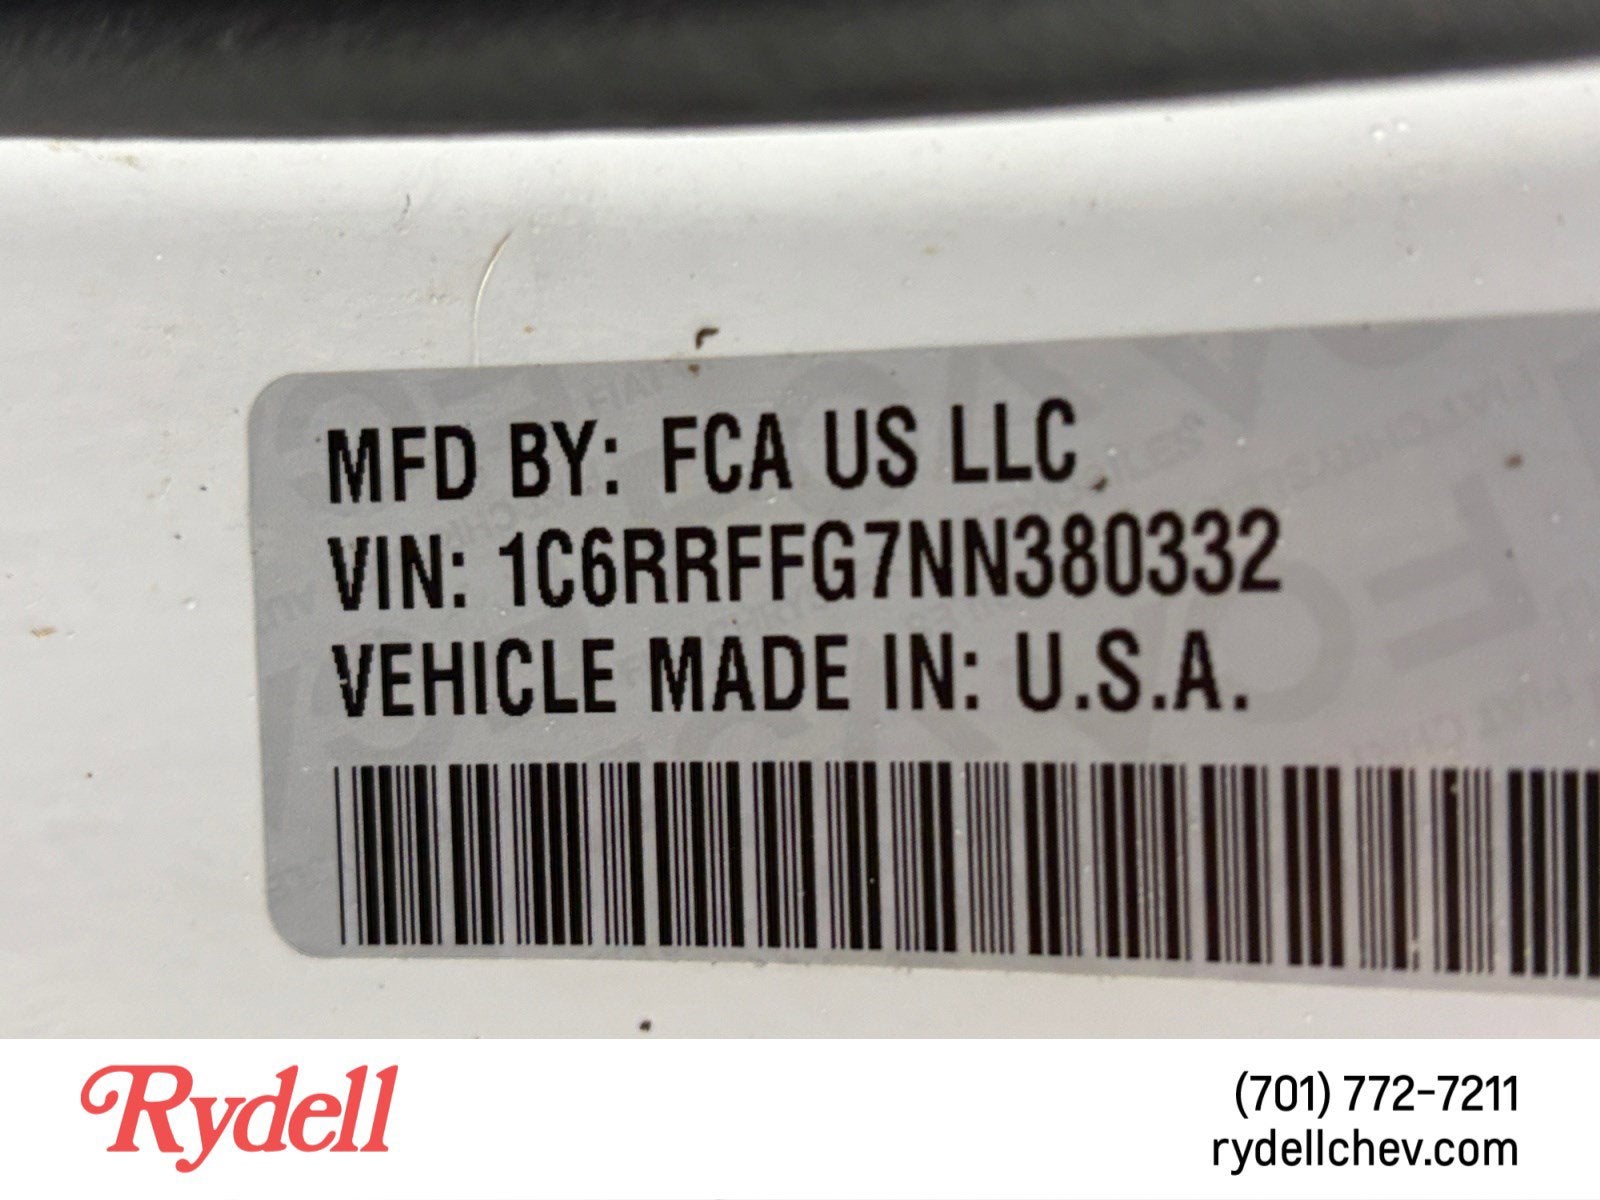 MFD BY: FCA US LLC
VIN: 1C6RRFFG7NN380332
VEHICLE MADE IN: U.S.A.
Rydell
(701) 772-7211
rydellchev.com